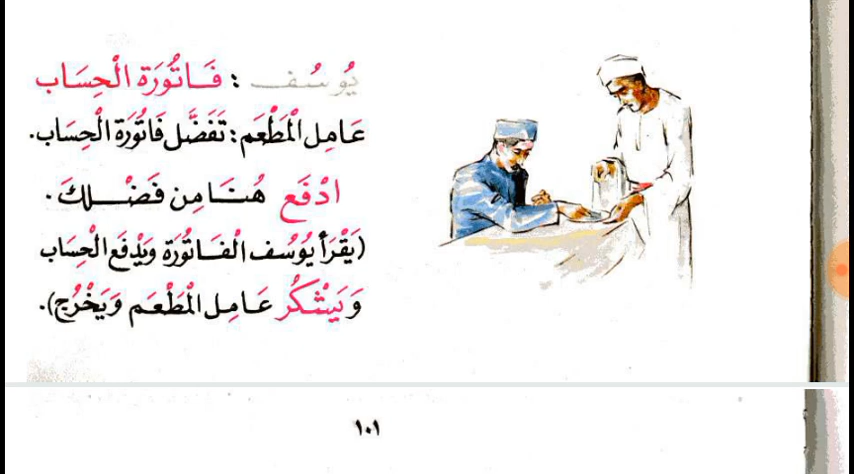 يُوسُف : فَاتُورَة الْحِسَاب
عَامِل الْمَطْعَم : تَفَضَّل فَاتُورَة الْحِسَاب.
ادْفَع هُنَا مِن فَضْلِكَ .
(يَقْرَأ يُوسُف الْفَاتُورَة وَيَدْفَع الْحِسَاب
وَيَشْكُر عَامِل الْمَطْعَم وَيَخْرُج).
١٠١